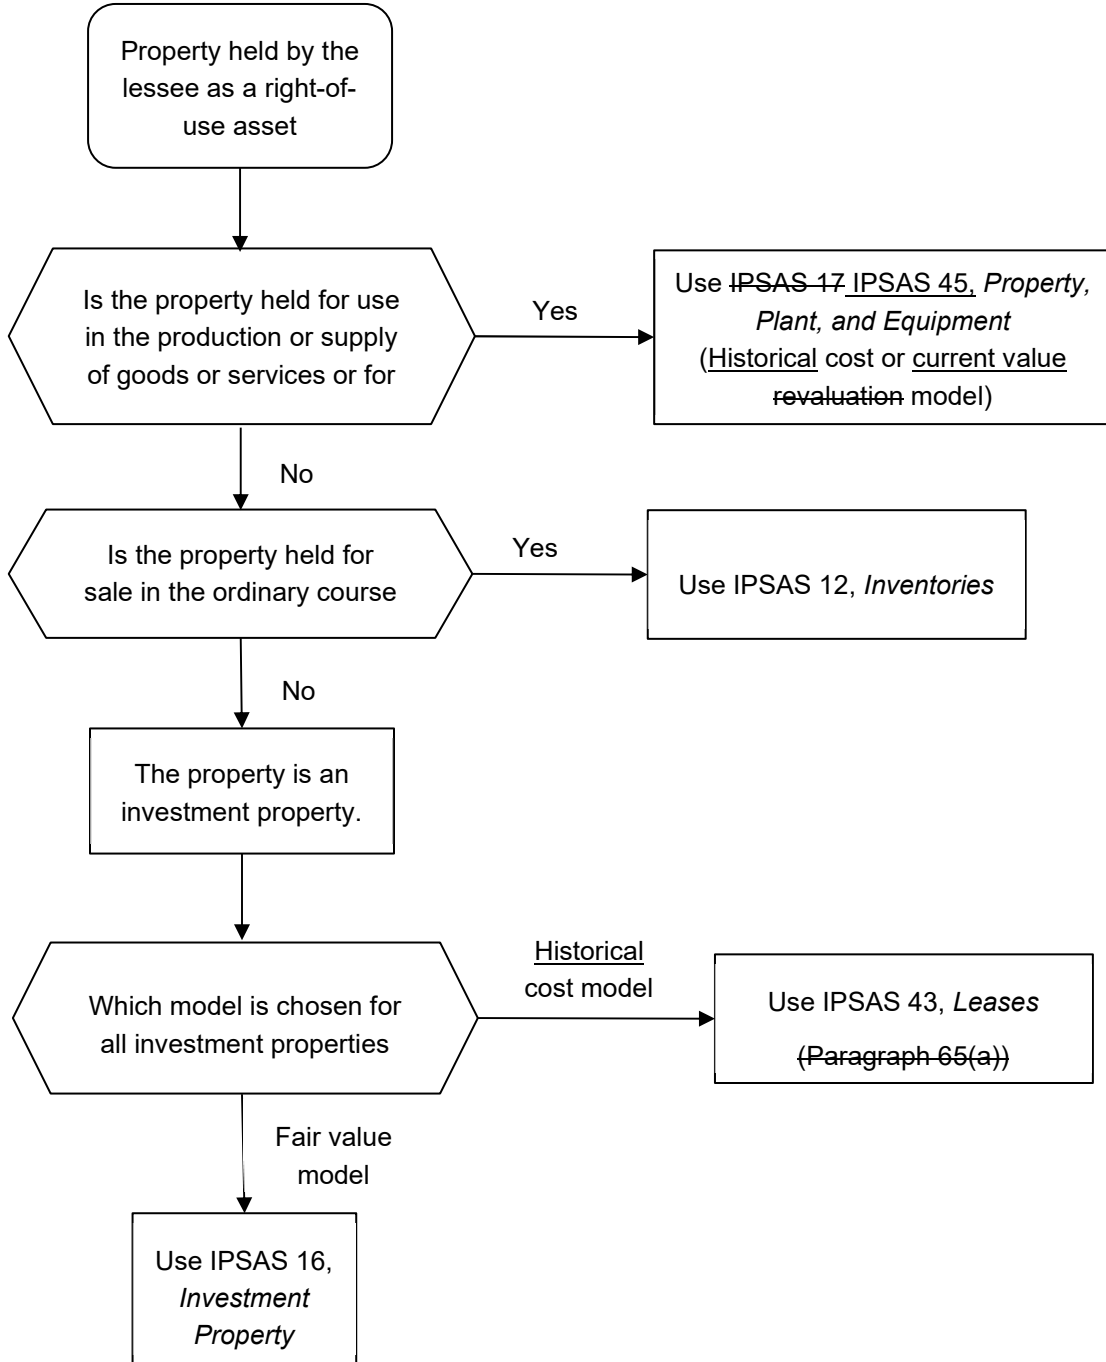 Property held by the
lessee as a right-of-
use asset
Is the property held for use
in the production or supply
of goods or services or for
Yes
Use IPSAS 17 IPSAS 45, Property,
Plant, and Equipment
(Historical cost or current value
revaluation model)
No
Is the property held for
sale in the ordinary course
Yes
Use IPSAS 12, Inventories
No
The property is an
investment property.
Which model is chosen for
all investment properties
Historical
cost model
Use IPSAS 43, Leases
(Paragraph 65(a))
Fair value
model
Use IPSAS 16,
Investment
Property